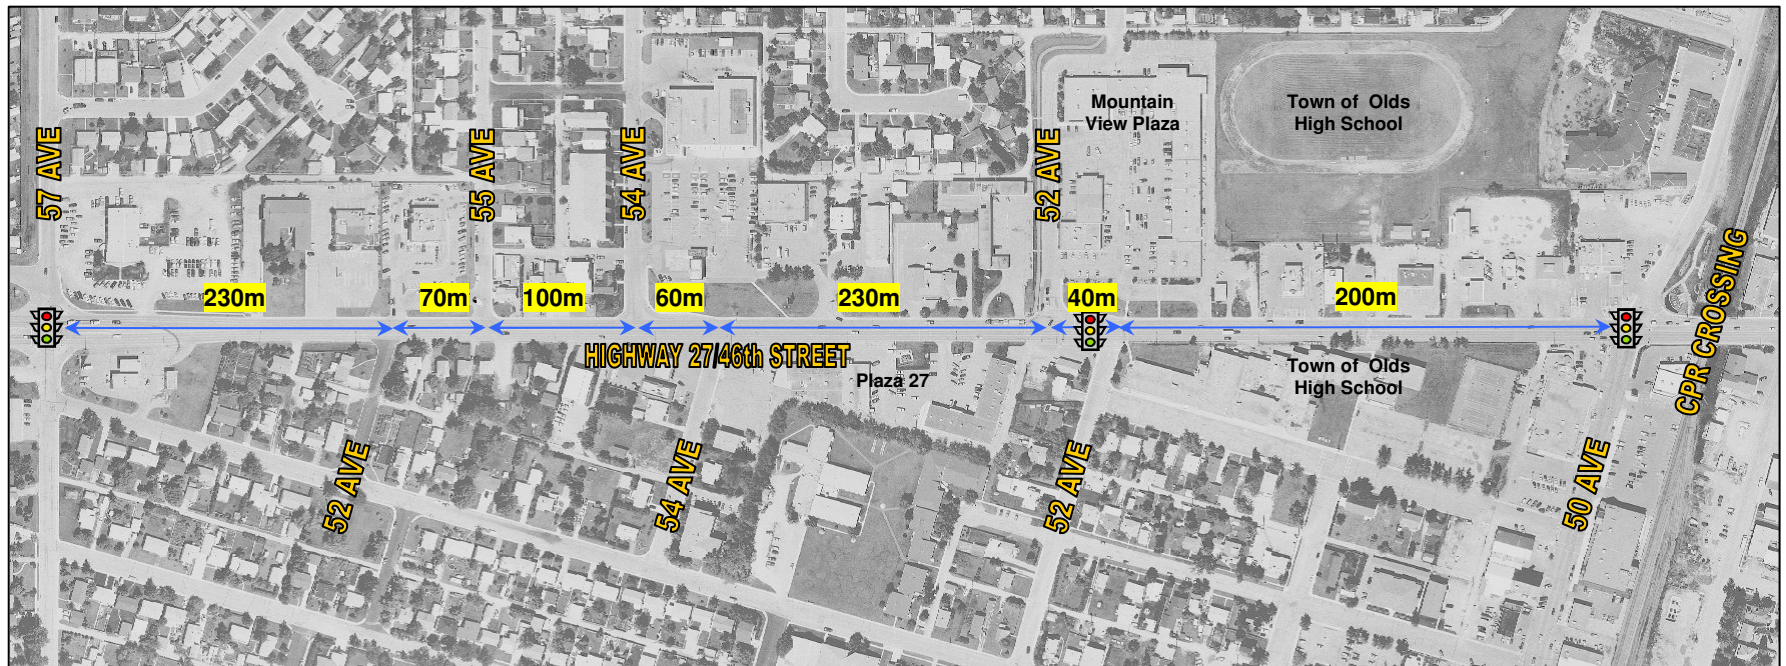 Mountain
View Plaza
Town of Olds
High School
57 AVE
55 AVE
54 AVE
52 AVE
CPR CROSSING
230m
70m
100m
60m
230m
40m
200m
HIGHWAY 27/46th STREET
Plaza 27
Town of Olds
High School
52 AVE
54 AVE
52 AVE
50 AVE